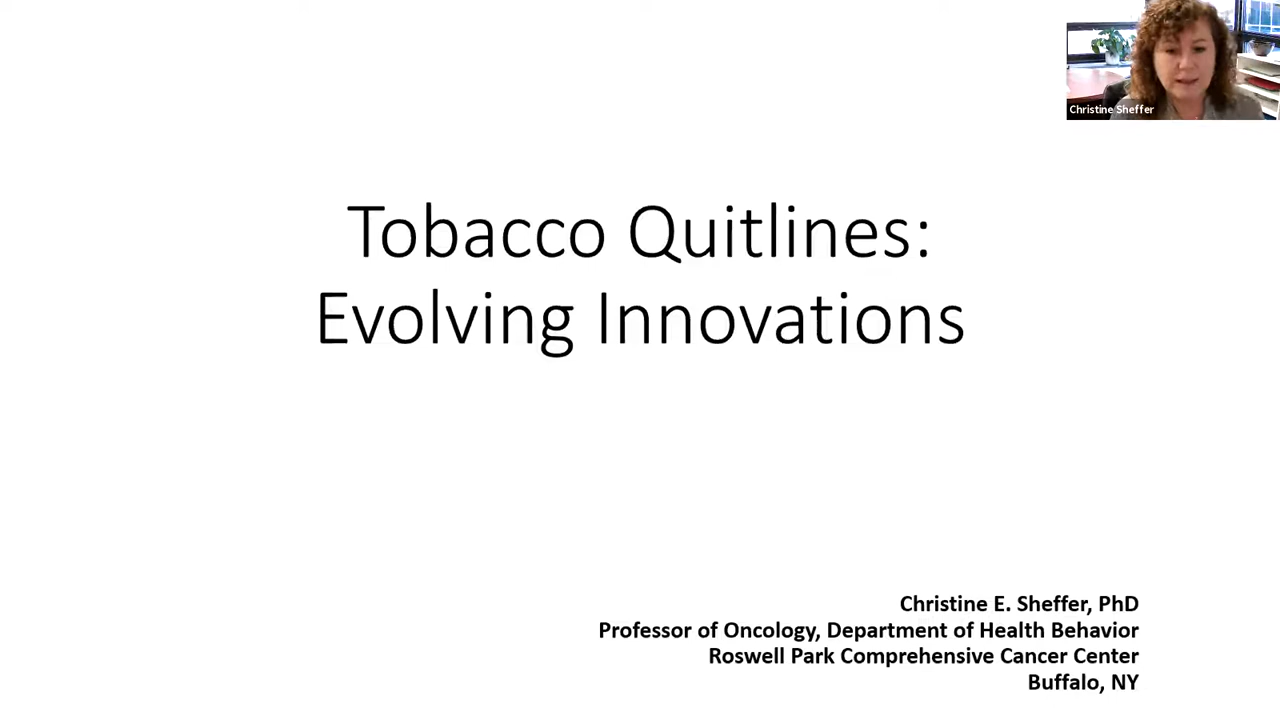 Christine Sheffer
Tobacco Quitlines:
Evolving Innovations
Christine E. Sheffer, PhD
Professor of Oncology, Department of Health Behavior
Roswell Park Comprehensive Cancer Center
Buffalo, NY